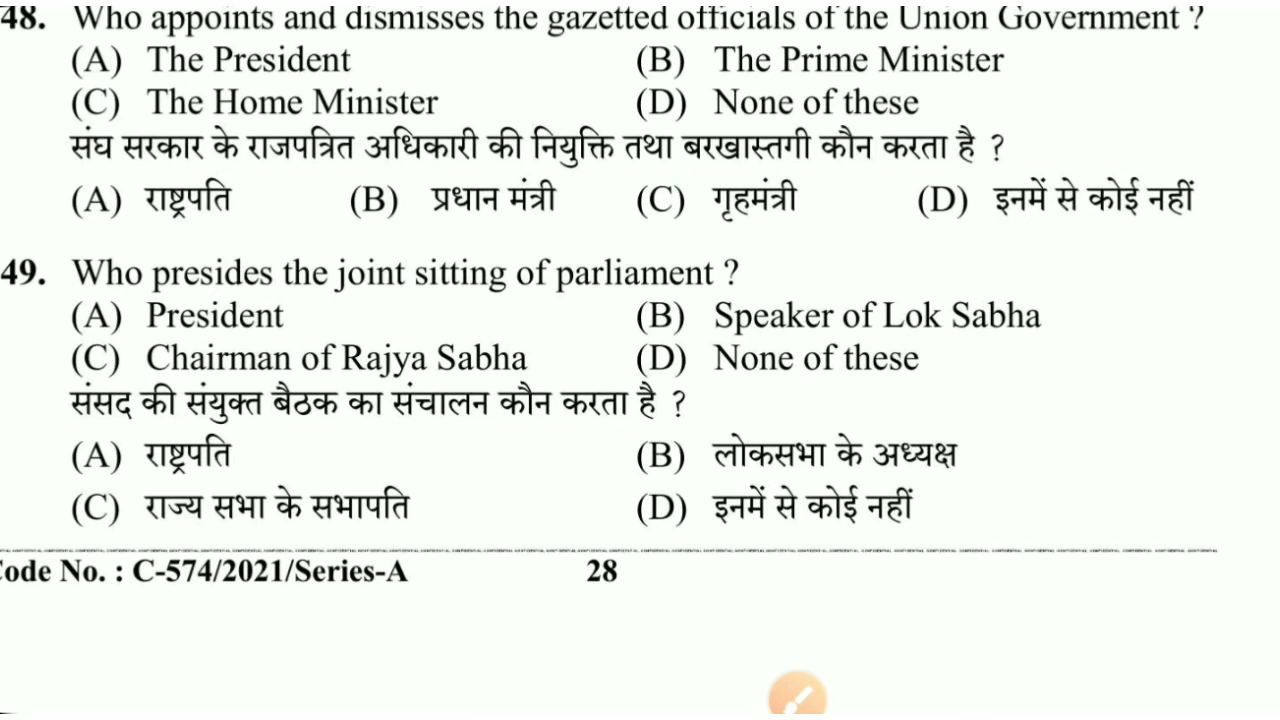 48. Who appoints and dismisses the gazetted officials of the Union Government ?
(A) The President (B) The Prime Minister
(C) The Home Minister (D) None of these
संघ सरकार के राजपत्रित अधिकारी की नियुक्ति तथा बरखास्तगी कौन करता है ?
(A) राष्ट्रपति (B) प्रधान मंत्री (C) गृहमंत्री (D) इनमें से कोई नहीं
49. Who presides the joint sitting of parliament ?
(A) President (B) Speaker of Lok Sabha
(C) Chairman of Rajya Sabha (D) None of these
संसद की संयुक्त बैठक का संचालन कौन करता है ?
(A) राष्ट्रपति (B) लोकसभा के अध्यक्ष
(C) राज्य सभा के सभापति (D) इनमें से कोई नहीं
Code No. : C-574/2021/Series-A 28